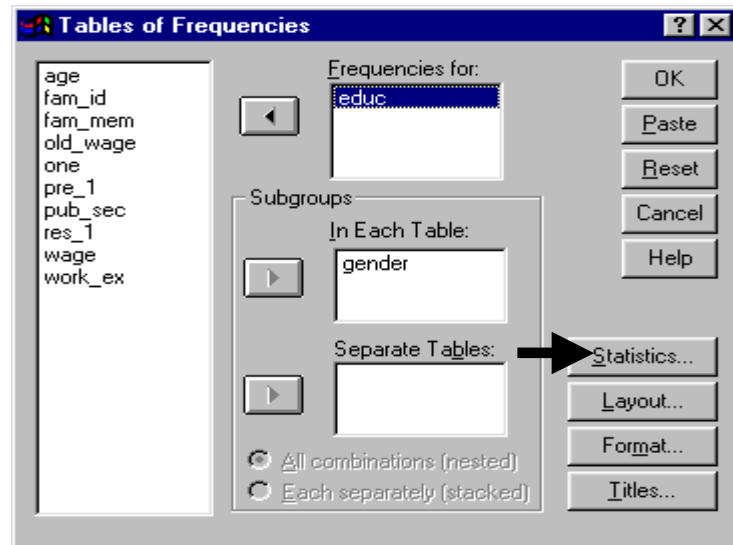 Tables of Frequencies
age
fam_id
fam_mem
old_wage
one
pre_1
pub_sec
res_1
wage
work_ex
Frequencies for:
educ
Subgroups
In Each Table:
gender
Separate Tables:
All combinations (nested)
Each separately (stacked)
OK
Paste
Reset
Cancel
Help
Statistics...
Layout...
Format...
Titles...